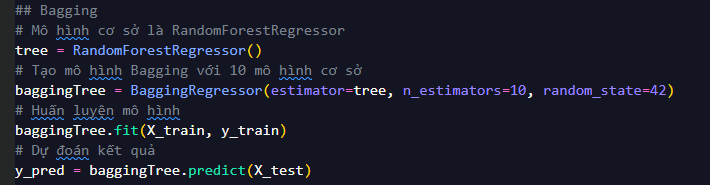 ## Bagging
# Mô hình cơ sở là RandomForestRegressor
tree = RandomForestRegressor()
# Tạo mô hình Bagging với 10 mô hình cơ sở
baggingTree = BaggingRegressor(estimator=tree, n_estimators=10, random_state=42)
# Huấn luyện mô hình
baggingTree.fit(X_train, y_train)
# Dự đoán kết quả
y_pred = baggingTree.predict(X_test)